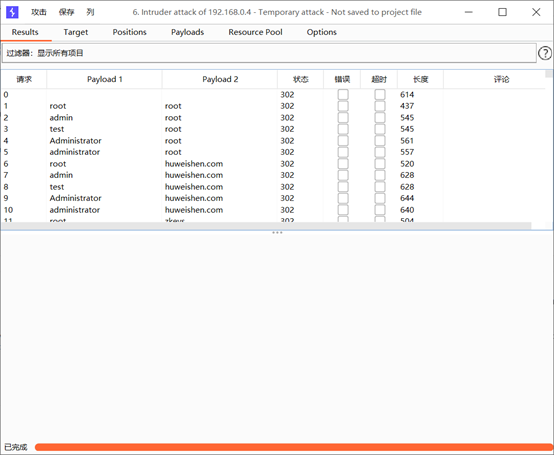 攻击 保存 列 6. Intruder attack of 192.168.0.4 - Temporary attack - Not saved to project file
Results Target Positions Payloads Resource Pool Options
过滤器：显示所有项目 ?
请求 Payload 1 Payload 2 状态 错误 超时 长度 评论
0 302 614
1 root root 302 437
2 admin root 302 545
3 test root 302 545
4 Administrator root 302 561
5 administrator root 302 557
6 root huweishen.com 302 520
7 admin huweishen.com 302 628
8 test huweishen.com 302 628
9 Administrator huweishen.com 302 644
10 administrator huweishen.com 302 640
11 root zkeys 302 504
已完成